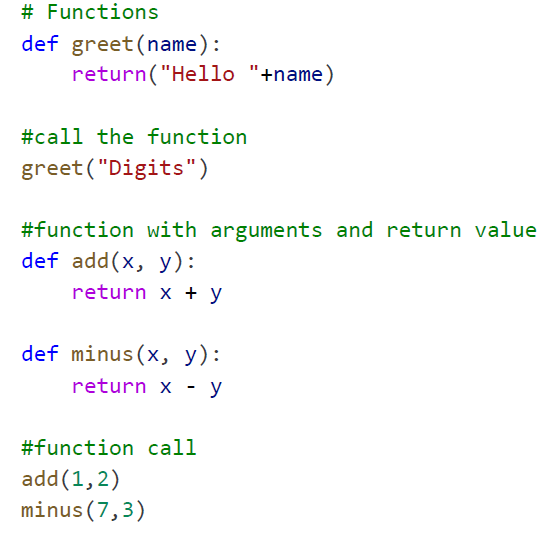 # Functions
def greet(name):
    return("Hello "+name)

#call the function
greet("Digits")

#function with arguments and return value
def add(x, y):
    return x + y

def minus(x, y):
    return x - y

#function call
add(1,2)
minus(7,3)